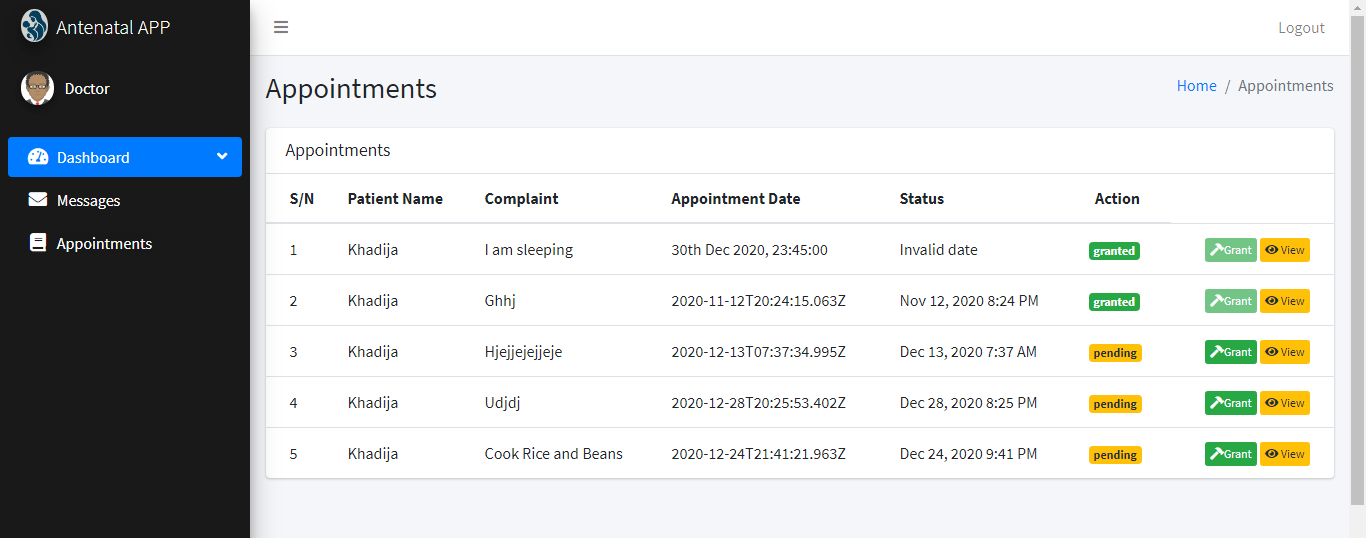 Antenatal APP
Logout
Doctor
Appointments
Home / Appointments
Dashboard
Messages
Appointments
Appointments
S/N Patient Name Complaint Appointment Date Status Action
1 Khadija I am sleeping 30th Dec 2020, 23:45:00 Invalid date granted Grant View
2 Khadija Ghhj 2020-11-12T20:24:15.063Z Nov 12, 2020 8:24 PM granted Grant View
3 Khadija Hjejjejejjeje 2020-12-13T07:37:34.995Z Dec 13, 2020 7:37 AM pending Grant View
4 Khadija Udjdj 2020-12-28T20:25:53.402Z Dec 28, 2020 8:25 PM pending Grant View
5 Khadija Cook Rice and Beans 2020-12-24T21:41:21.963Z Dec 24, 2020 9:41 PM pending Grant View